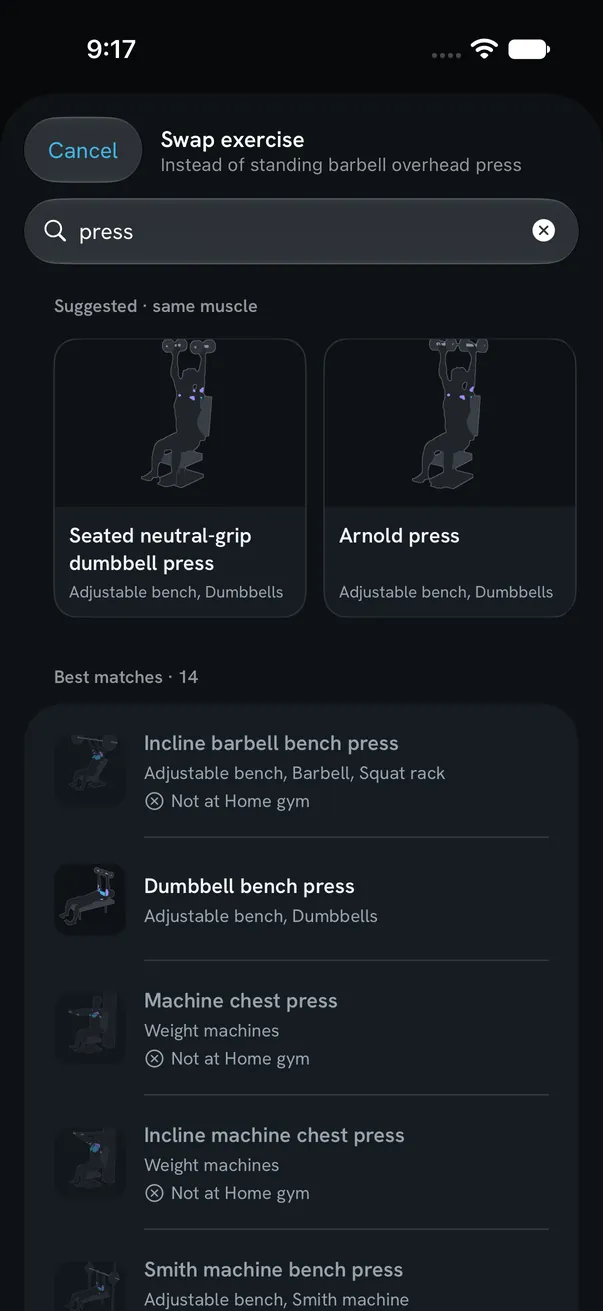 9:17
Cancel
Swap exercise
Instead of standing barbell overhead press
press
Suggested · same muscle
Seated neutral-grip
dumbbell press
Adjustable bench, Dumbbells
Arnold press
Adjustable bench, Dumbbells
Best matches · 14
Incline barbell bench press
Adjustable bench, Barbell, Squat rack
Not at Home gym
Dumbbell bench press
Adjustable bench, Dumbbells
Machine chest press
Weight machines
Not at Home gym
Incline machine chest press
Weight machines
Not at Home gym
Smith machine bench press
Adjustable bench, Smith machine